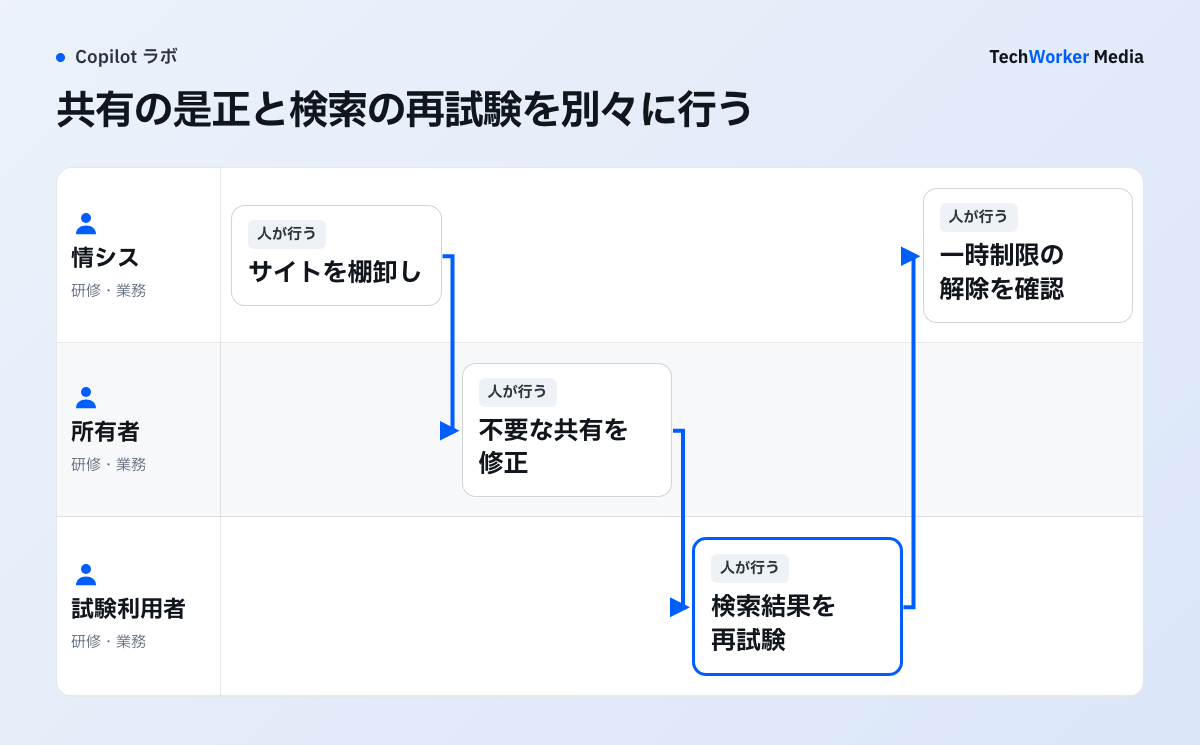 Copilot ラボ
TechWorker Media
共有の是正と検索の再試験を別々に行う
情シス
研修・業務
人が行う
サイトを棚卸し
人が行う
一時制限の
解除を確認
所有者
研修・業務
人が行う
不要な共有を
修正
試験利用者
研修・業務
人が行う
検索結果を
再試験